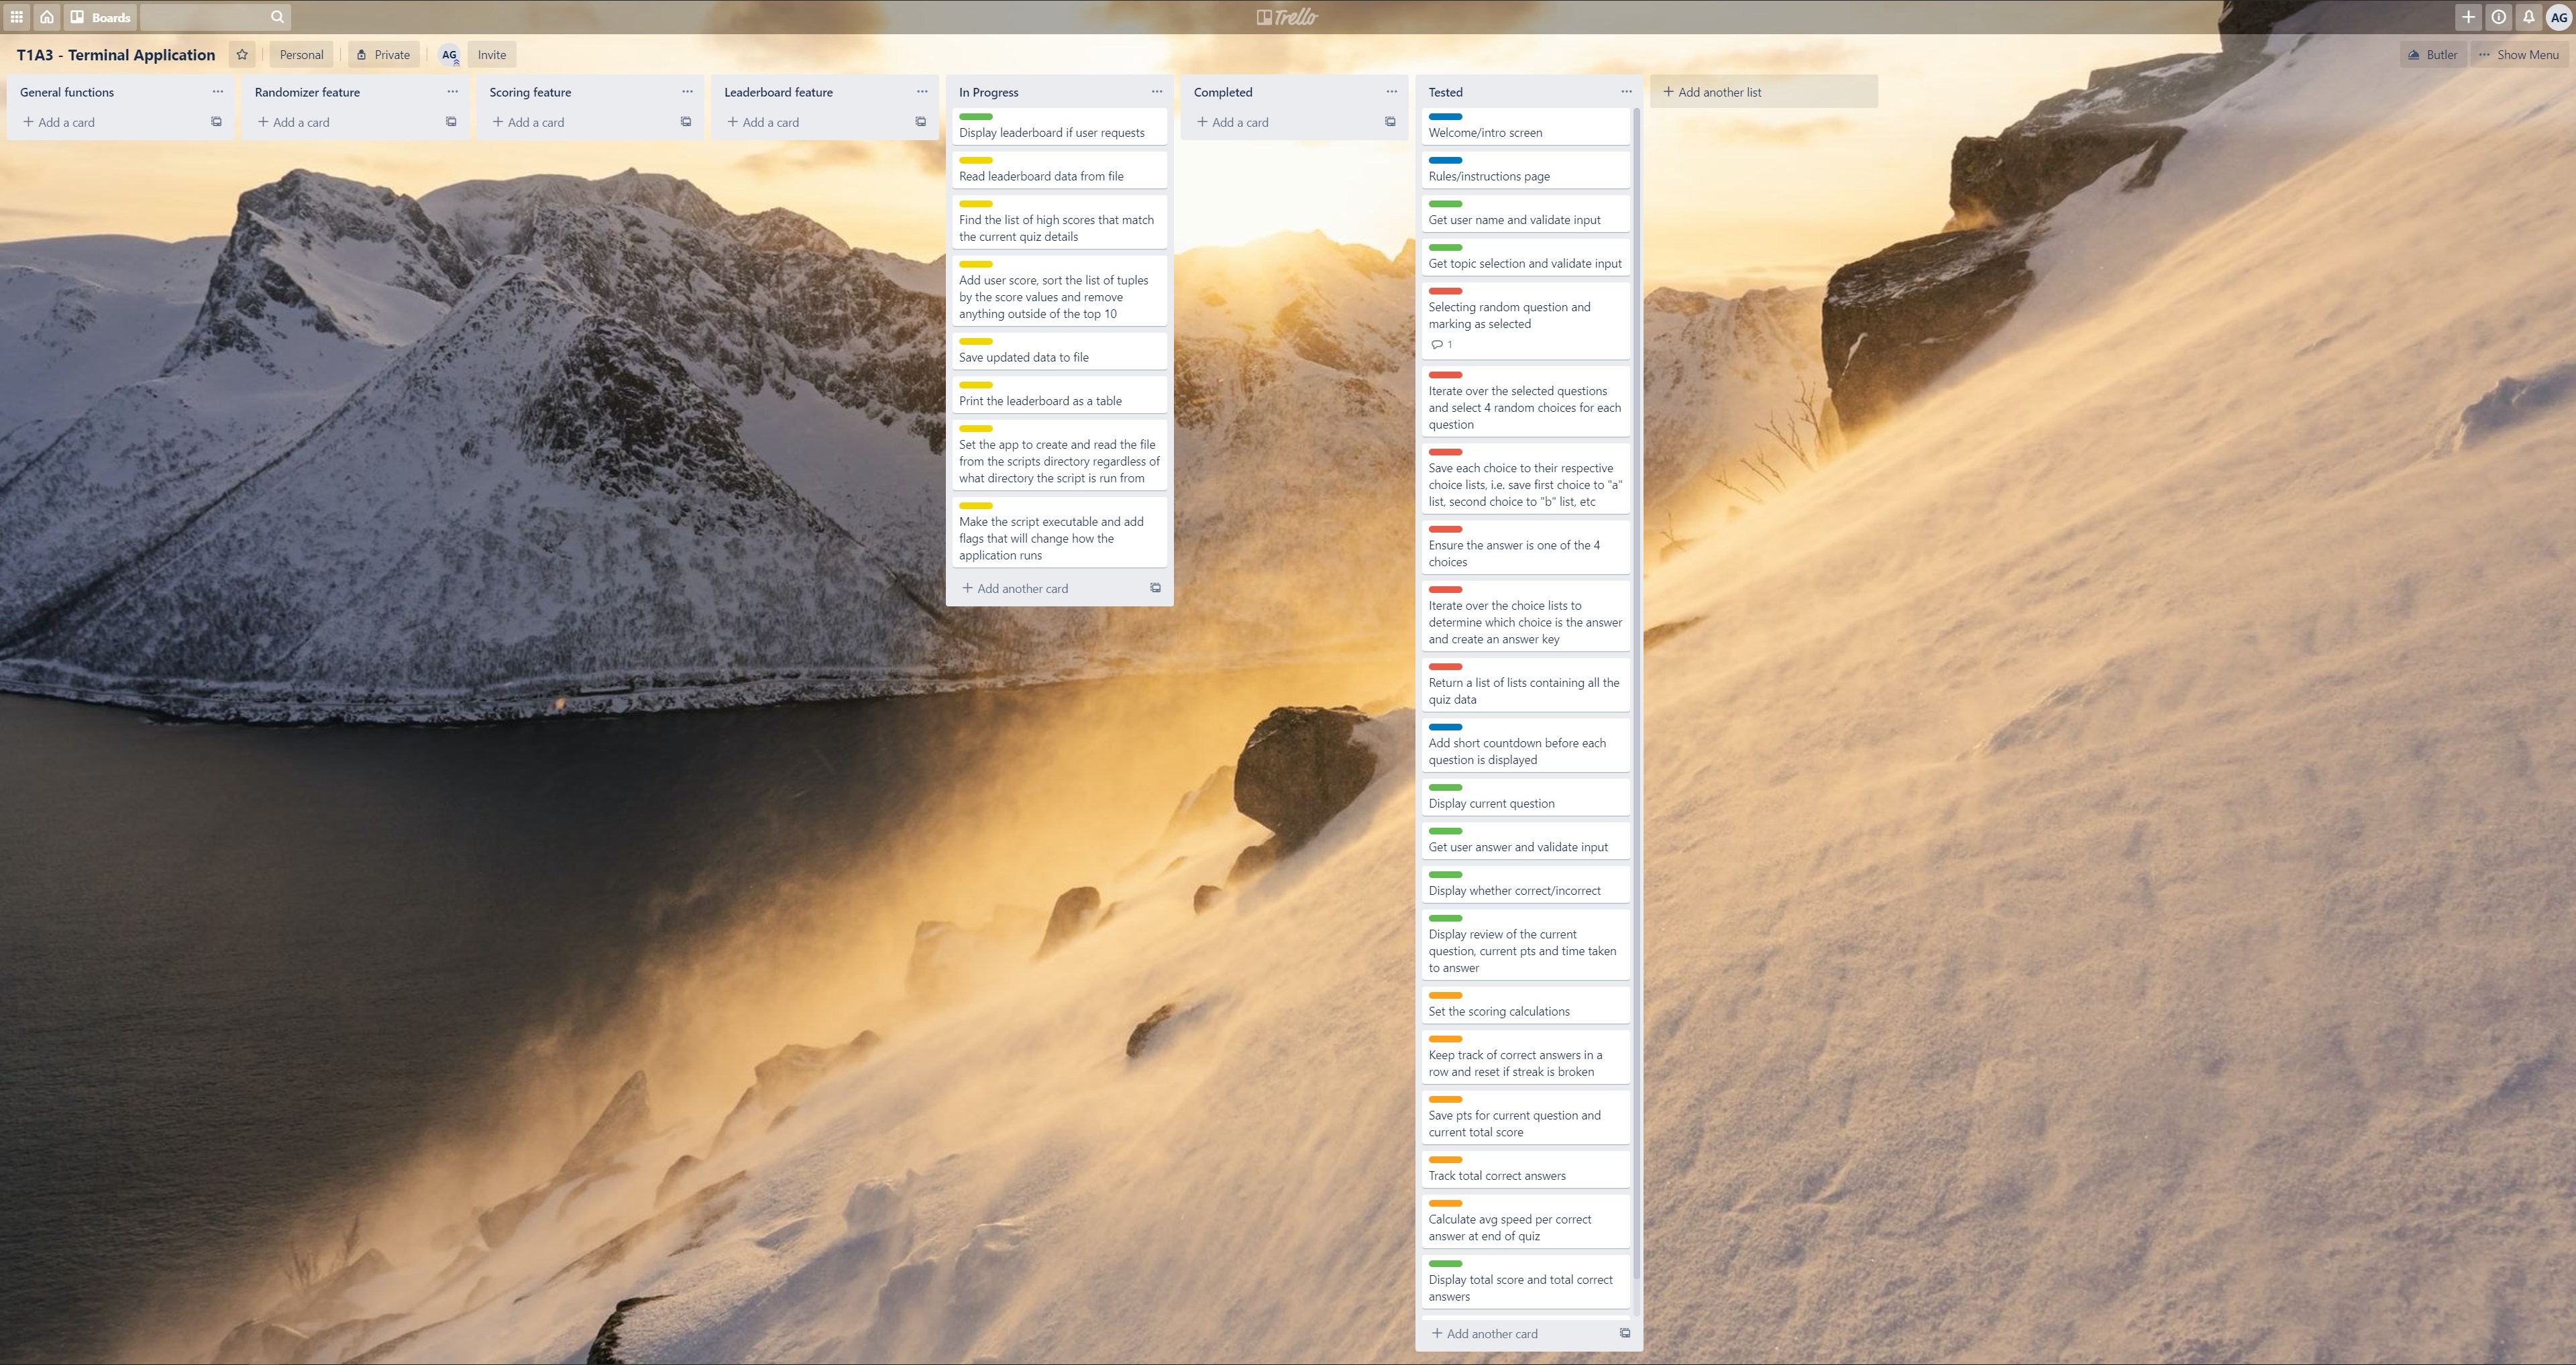 Boards
Trello
AG
T1A3 - Terminal Application
Personal
Private
AG
Invite
Butler
Show Menu
General functions
Add a card
Randomizer feature
Add a card
Scoring feature
Add a card
Leaderboard feature
Add a card
In Progress
Display leaderboard if user requests
Read leaderboard data from file
Find the list of high scores that match
the current quiz details
Add user score, sort the list of tuples
by the score values and remove
anything outside of the top 10
Save updated data to file
Print the leaderboard as a table
Set the app to create and read the file
from the scripts directory regardless of
what directory the script is run from
Make the script executable and add
flags that will change how the
application runs
Add another card
Completed
Add a card
Tested
Welcome/intro screen
Rules/instructions page
Get user name and validate input
Get topic selection and validate input
Selecting random question and
marking as selected
1
Iterate over the selected questions
and select 4 random choices for each
question
Save each choice to their respective
choice lists, i.e. save first choice to "a"
list, second choice to "b" list, etc
Ensure the answer is one of the 4
choices
Iterate over the choice lists to
determine which choice is the answer
and create an answer key
Return a list of lists containing all the
quiz data
Add short countdown before each
question is displayed
Display current question
Get user answer and validate input
Display whether correct/incorrect
Display review of the current
question, current pts and time taken
to answer
Set the scoring calculations
Keep track of correct answers in a
row and reset if streak is broken
Save pts for current question and
current total score
Track total correct answers
Calculate avg speed per correct
answer at end of quiz
Display total score and total correct
answers
Add another card
Add another list